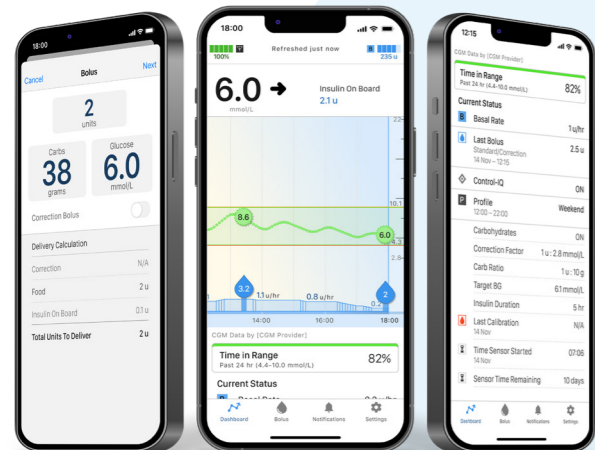 18:00
Cancel
Bolus
Next
2
units
Carbs
38
grams
Glucose
6.0
mmol/L
Correction Bolus
Delivery Calculation
Correction N/A
Food 2 u
Insulin On Board 0.1 u
Total Units To Deliver 2 u
18:00
100%
Refreshed just now
B
235 u
6.0
mmol/L
Insulin On Board
2.1 u
22
10.1
8.6
6.0
4.3
2.8
3.2
1.1 u/hr
0.8 u/hr
2
14:00 16:00 18:00
CGM Data by [CGM Provider]
Time in Range
Past 24 hr (4.4-10.0 mmol/L)
82%
Current Status
Dashboard Bolus Notifications Settings
12:15
CGM Data by [CGM Provider]
Time in Range
Past 24 hr (4.4-10.0 mmol/L)
82%
Current Status
B Basal Rate 1 u/hr
Last Bolus 2.5 u
Standard/Correction
14 Nov – 12:15
Control-IQ ON
P Profile Weekend
12:00 – 22:00
Carbohydrates ON
Correction Factor 1 u : 2.8 mmol/L
Carb Ratio 1 u : 10 g
Target BG 6.1 mmol/L
Insulin Duration 5 hr
Last Calibration N/A
14 Nov
Time Sensor Started 07:06
14 Nov
Sensor Time Remaining 10 days
Dashboard Bolus Notifications Settings